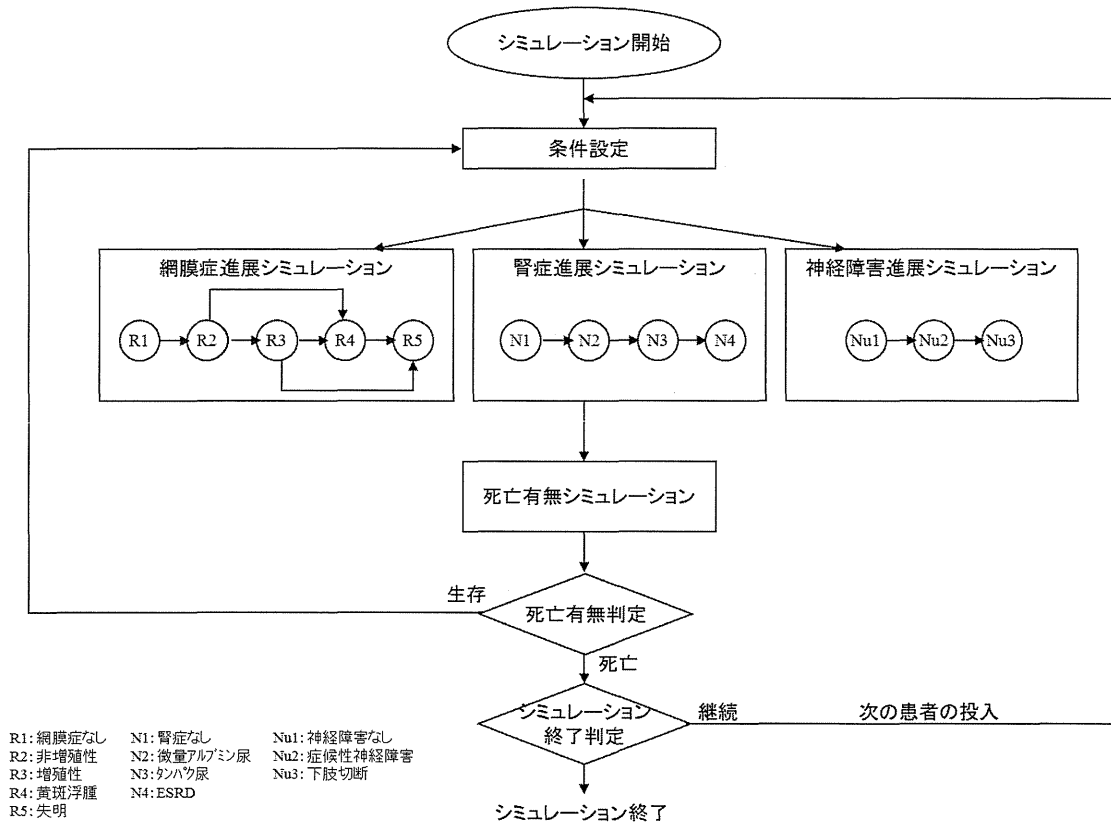 シミュレーション開始
条件設定
網膜症進展シミュレーション
R1
R2
R3
R4
R5
腎症進展シミュレーション
N1
N2
N3
N4
神経障害進展シミュレーション
Nu1
Nu2
Nu3
死亡有無シミュレーション
生存
死亡有無判定
死亡
シミュレーション
終了判定
継続
次の患者の投入
シミュレーション終了
R1:網膜症なし
R2:非増殖性
R3:増殖性
R4:黄斑浮腫
R5:失明
N1:腎症なし
N2:微量アルブミン尿
N3:タンパク尿
N4:ESRD
Nu1:神経障害なし
Nu2:症候性神経障害
Nu3:下肢切断